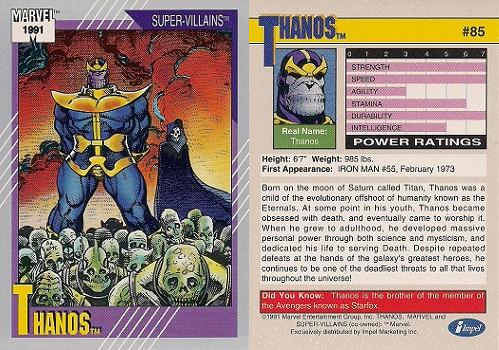 MARVEL™
1991
SUPER-VILLAINS™
THANOS™
THANOS™
#85
0 1 2 3 4 5 6 7
STRENGTH
SPEED
AGILITY
STAMINA
DURABILITY
INTELLIGENCE
POWER RATINGS
Real Name:
Thanos
Height: 6'7" Weight: 985 lbs.
First Appearance: IRON MAN #55, February 1973
Born on the moon of Saturn called Titan, Thanos was a
child of the evolutionary offshoot of humanity known as the
Eternals. At some point in his youth, Thanos became
obsessed with death, and eventually came to worship it.
When he grew to adulthood, he developed massive
personal power through both science and mysticism, and
dedicated his life to serving Death. Despite repeated
defeats at the hands of the galaxy's greatest heroes, he
continues to be one of the deadliest threats to all that lives
throughout the universe!
Did You Know: Thanos is the brother of the member of
the Avengers known as Starfox.
©1991 Marvel Entertainment Group, Inc. THANOS, MARVEL and
SUPER-VILLAINS (co-owned): ™ Marvel.
Exclusively distributed by Impel Marketing Inc.
impel